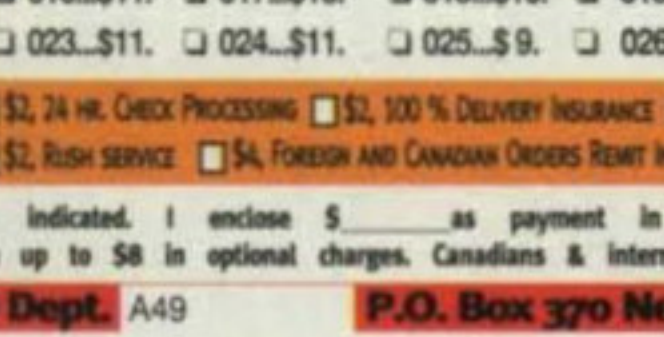 023...$11. 024...$11. 025...$9. 026
$2, 24 HR. CHECK PROCESSING $2, 100 % DELIVERY INSURANCE
$2, RUSH SERVICE $4, FOREIGN AND CANADIAN ORDERS REMIT
indicated. I enclose $______as payment in
up to $8 in optional charges. Canadians &
Dept. A49 P.O. Box 370